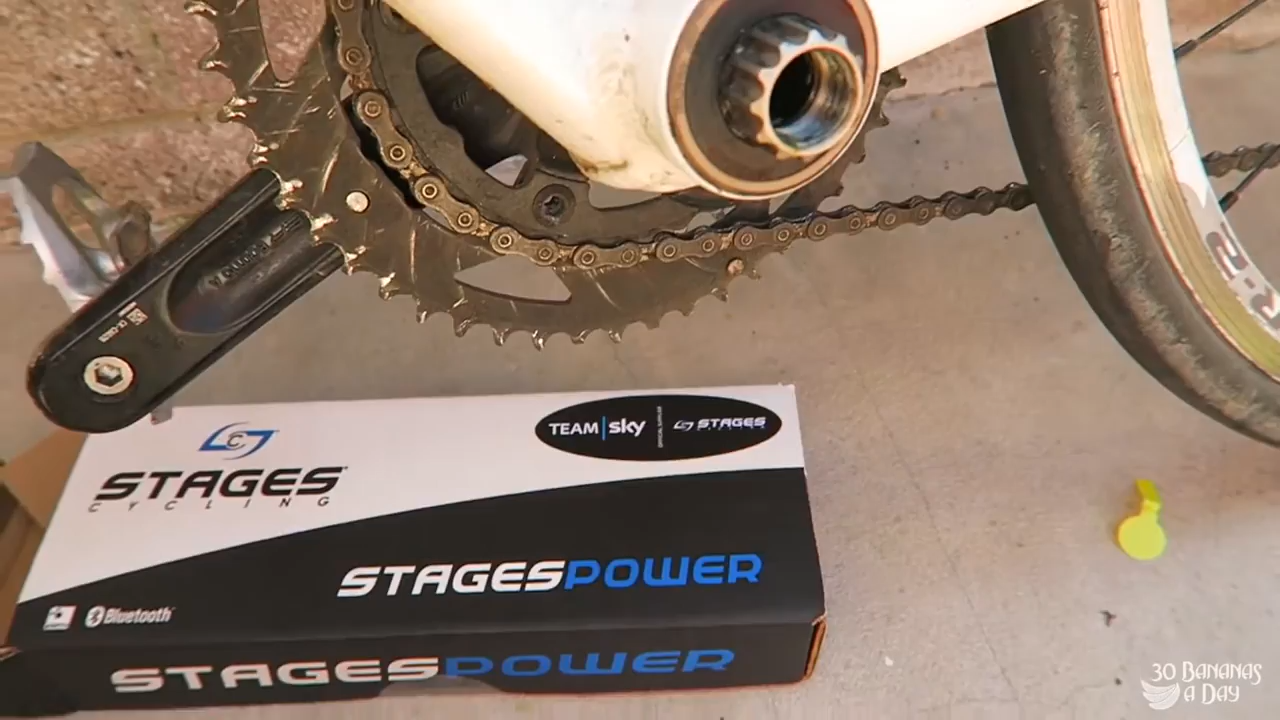 TEAM sky
STAGES
STAGES
CYCLING
STAGESPOWER
Bluetooth
STAGESPOWER
30 BANANAS
A DAY